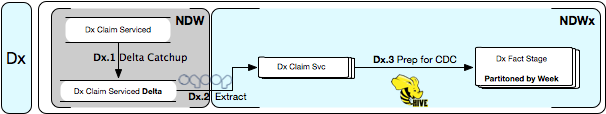 Dx
NDW
NDWx
Dx Claim Serviced
Dx.1 Delta Catchup
Dx Claim Serviced Delta
Dx.2 Extract
Dx Claim Svc
Dx.3 Prep for CDC
HIVE
Dx Fact Stage
Partitoned by Week